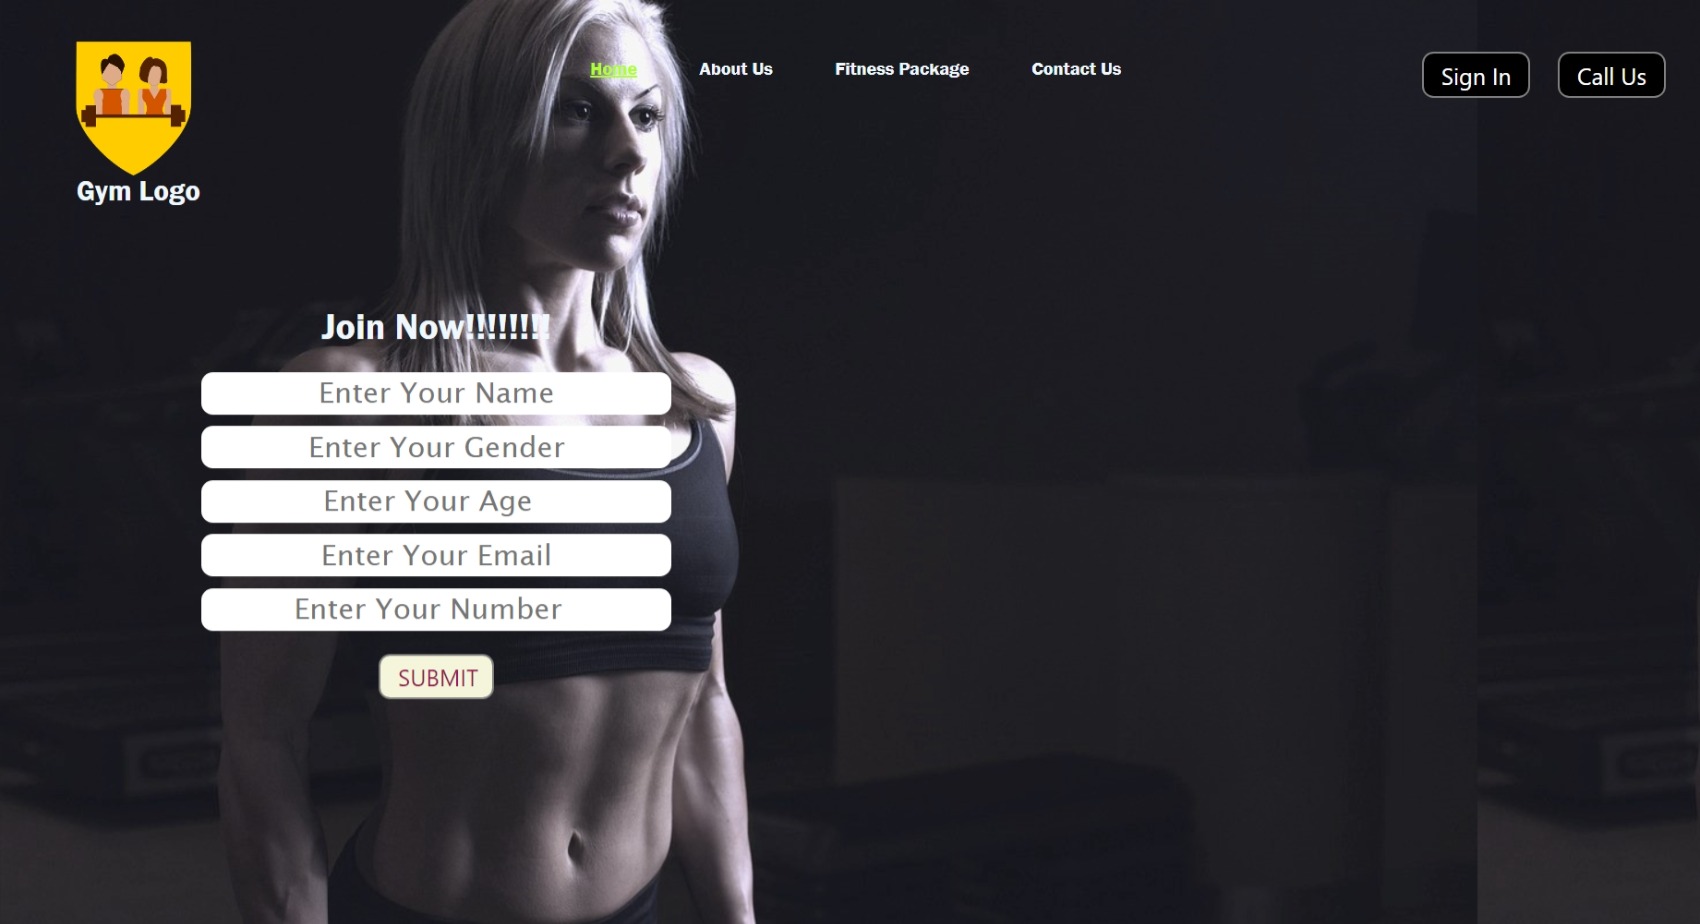 Home
About Us
Fitness Package
Contact Us
Sign In
Call Us
Gym Logo
Join Now!!!!!!!!
Enter Your Name
Enter Your Gender
Enter Your Age
Enter Your Email
Enter Your Number
SUBMIT